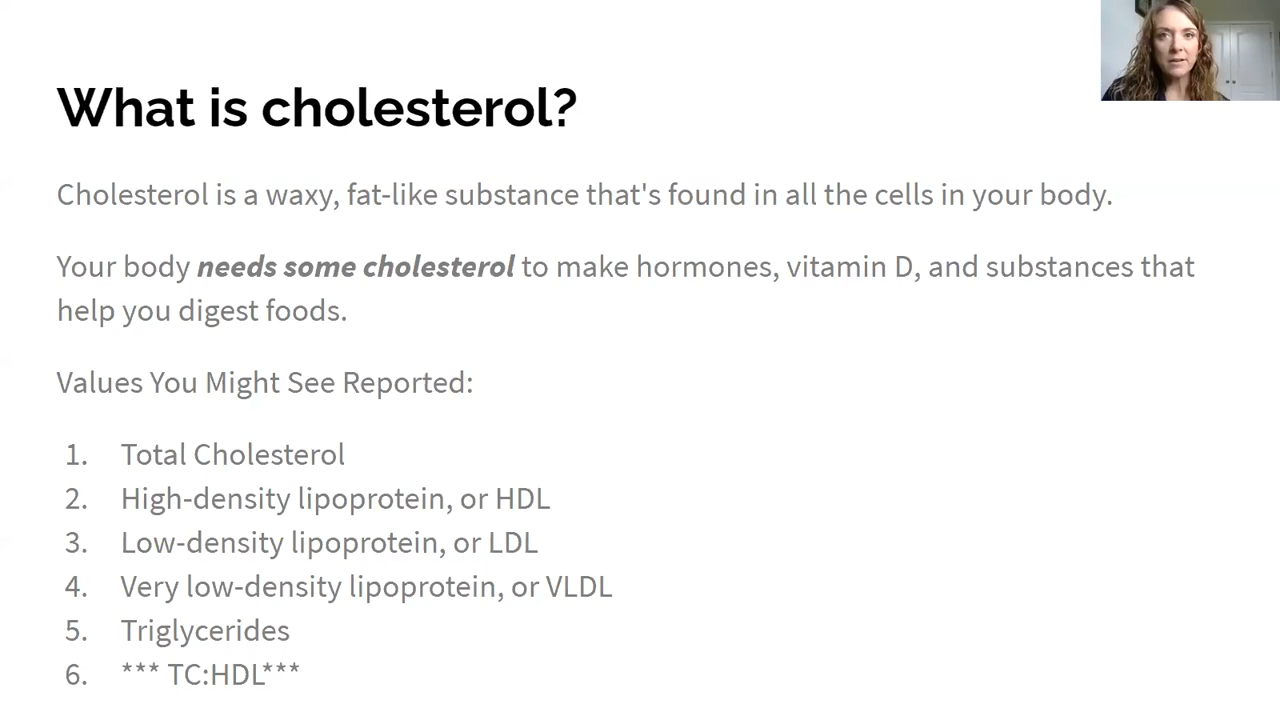 What is cholesterol?
Cholesterol is a waxy, fat-like substance that's found in all the cells in your body.
Your body needs some cholesterol to make hormones, vitamin D, and substances that
help you digest foods.
Values You Might See Reported:
1. Total Cholesterol
2. High-density lipoprotein, or HDL
3. Low-density lipoprotein, or LDL
4. Very low-density lipoprotein, or VLDL
5. Triglycerides
6. *** TC:HDL***